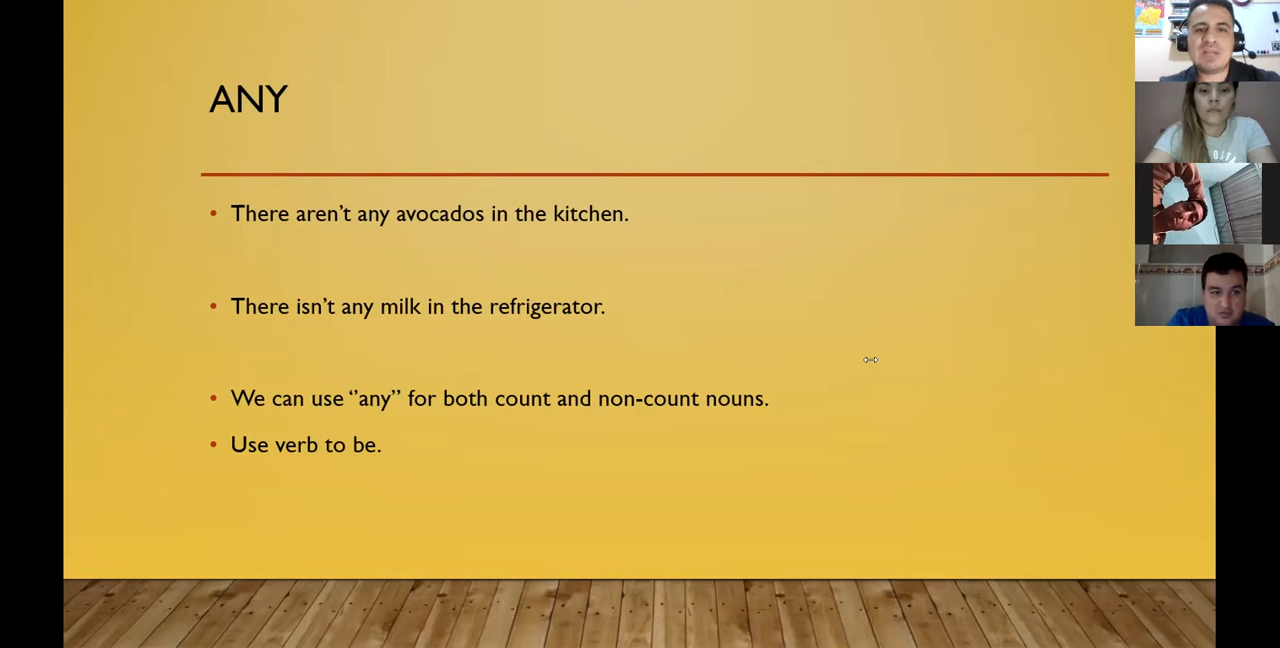 ANY
• There aren’t any avocados in the kitchen.
• There isn’t any milk in the refrigerator.
• We can use ‘’any’’ for both count and non-count nouns.
• Use verb to be.